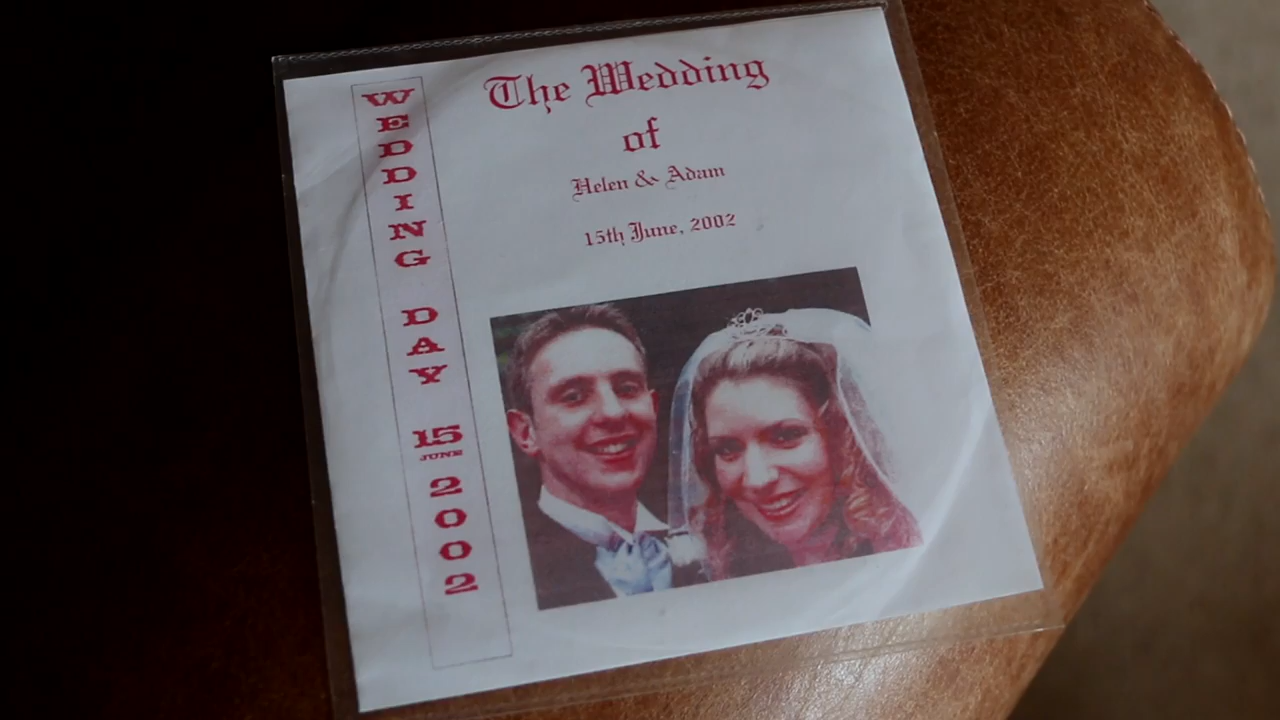 The Wedding
of
Helen & Adam
15th June, 2002
WEDDING DAY 15 JUNE 2002